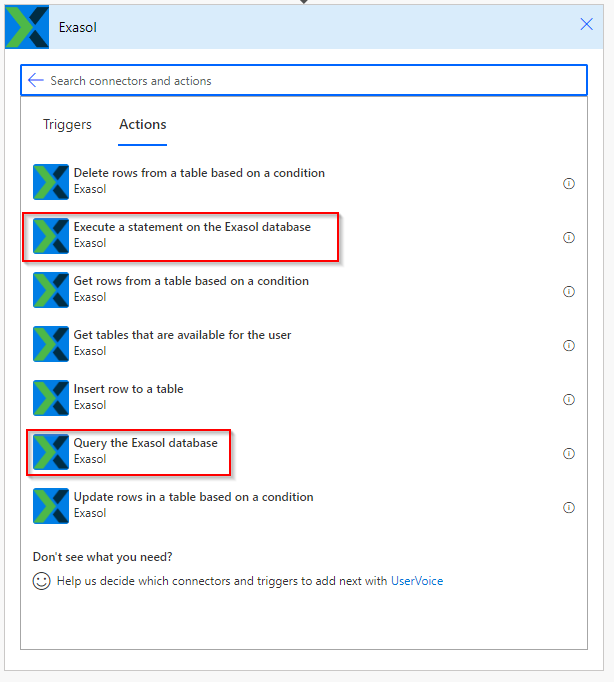 Exasol
Search connectors and actions
Triggers Actions
Delete rows from a table based on a condition
Exasol
Execute a statement on the Exasol database
Exasol
Get rows from a table based on a condition
Exasol
Get tables that are available for the user
Exasol
Insert row to a table
Exasol
Query the Exasol database
Exasol
Update rows in a table based on a condition
Exasol
Don't see what you need?
Help us decide which connectors and triggers to add next with UserVoice